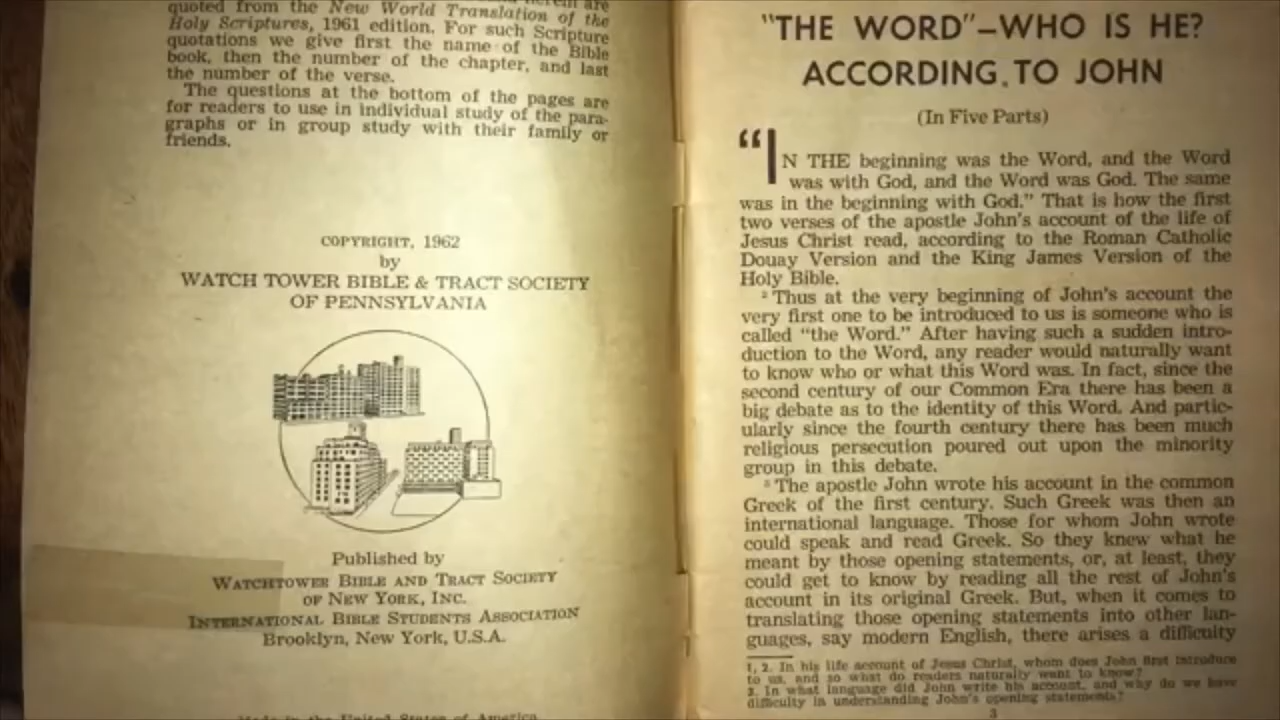 quoted from the New World Translation of the
Holy Scriptures, 1961 edition. For such Scripture
quotations we give first the name of the Bible
book, then the number of the chapter, and last
the number of the verse.
The questions at the bottom of the pages are
for readers to use in individual study of the para-
graphs or in group study with their family or
friends.
COPYRIGHT, 1962
by
WATCH TOWER BIBLE & TRACT SOCIETY
OF PENNSYLVANIA
Published by
WATCHTOWER BIBLE AND TRACT SOCIETY
OF NEW YORK, INC.
INTERNATIONAL BIBLE STUDENTS ASSOCIATION
Brooklyn, New York, U.S.A.
Made in the United States of America
"THE WORD"—WHO IS HE?
ACCORDING TO JOHN
(In Five Parts)
"IN THE beginning was the Word, and the Word
was with God, and the Word was God. The same
was in the beginning with God." That is how the first
two verses of the apostle John's account of the life of
Jesus Christ read, according to the Roman Catholic
Douay Version and the King James Version of the
Holy Bible.
2 Thus at the very beginning of John's account the
very first one to be introduced to us is someone who is
called "the Word." After having such a sudden intro-
duction to the Word, any reader would naturally want
to know who or what this Word was. In fact, since the
second century of our Common Era there has been a
big debate as to the identity of this Word. And partic-
ularly since the fourth century there has been much
religious persecution poured out upon the minority
group in this debate.
3 The apostle John wrote his account in the common
Greek of the first century. Such Greek was then an
international language. Those for whom John wrote
could speak and read Greek. So they knew what he
meant by those opening statements, or, at least, they
could get to know by reading all the rest of John's
account in its original Greek. But, when it comes to
translating those opening statements into other lan-
guages, say modern English, there arises a difficulty
1, 2. In his life account of Jesus Christ, whom does John first introduce
to us, and so what do readers naturally want to know?
3. In what language did John write his account, and why do we have
difficulty in understanding John's opening statements?
3